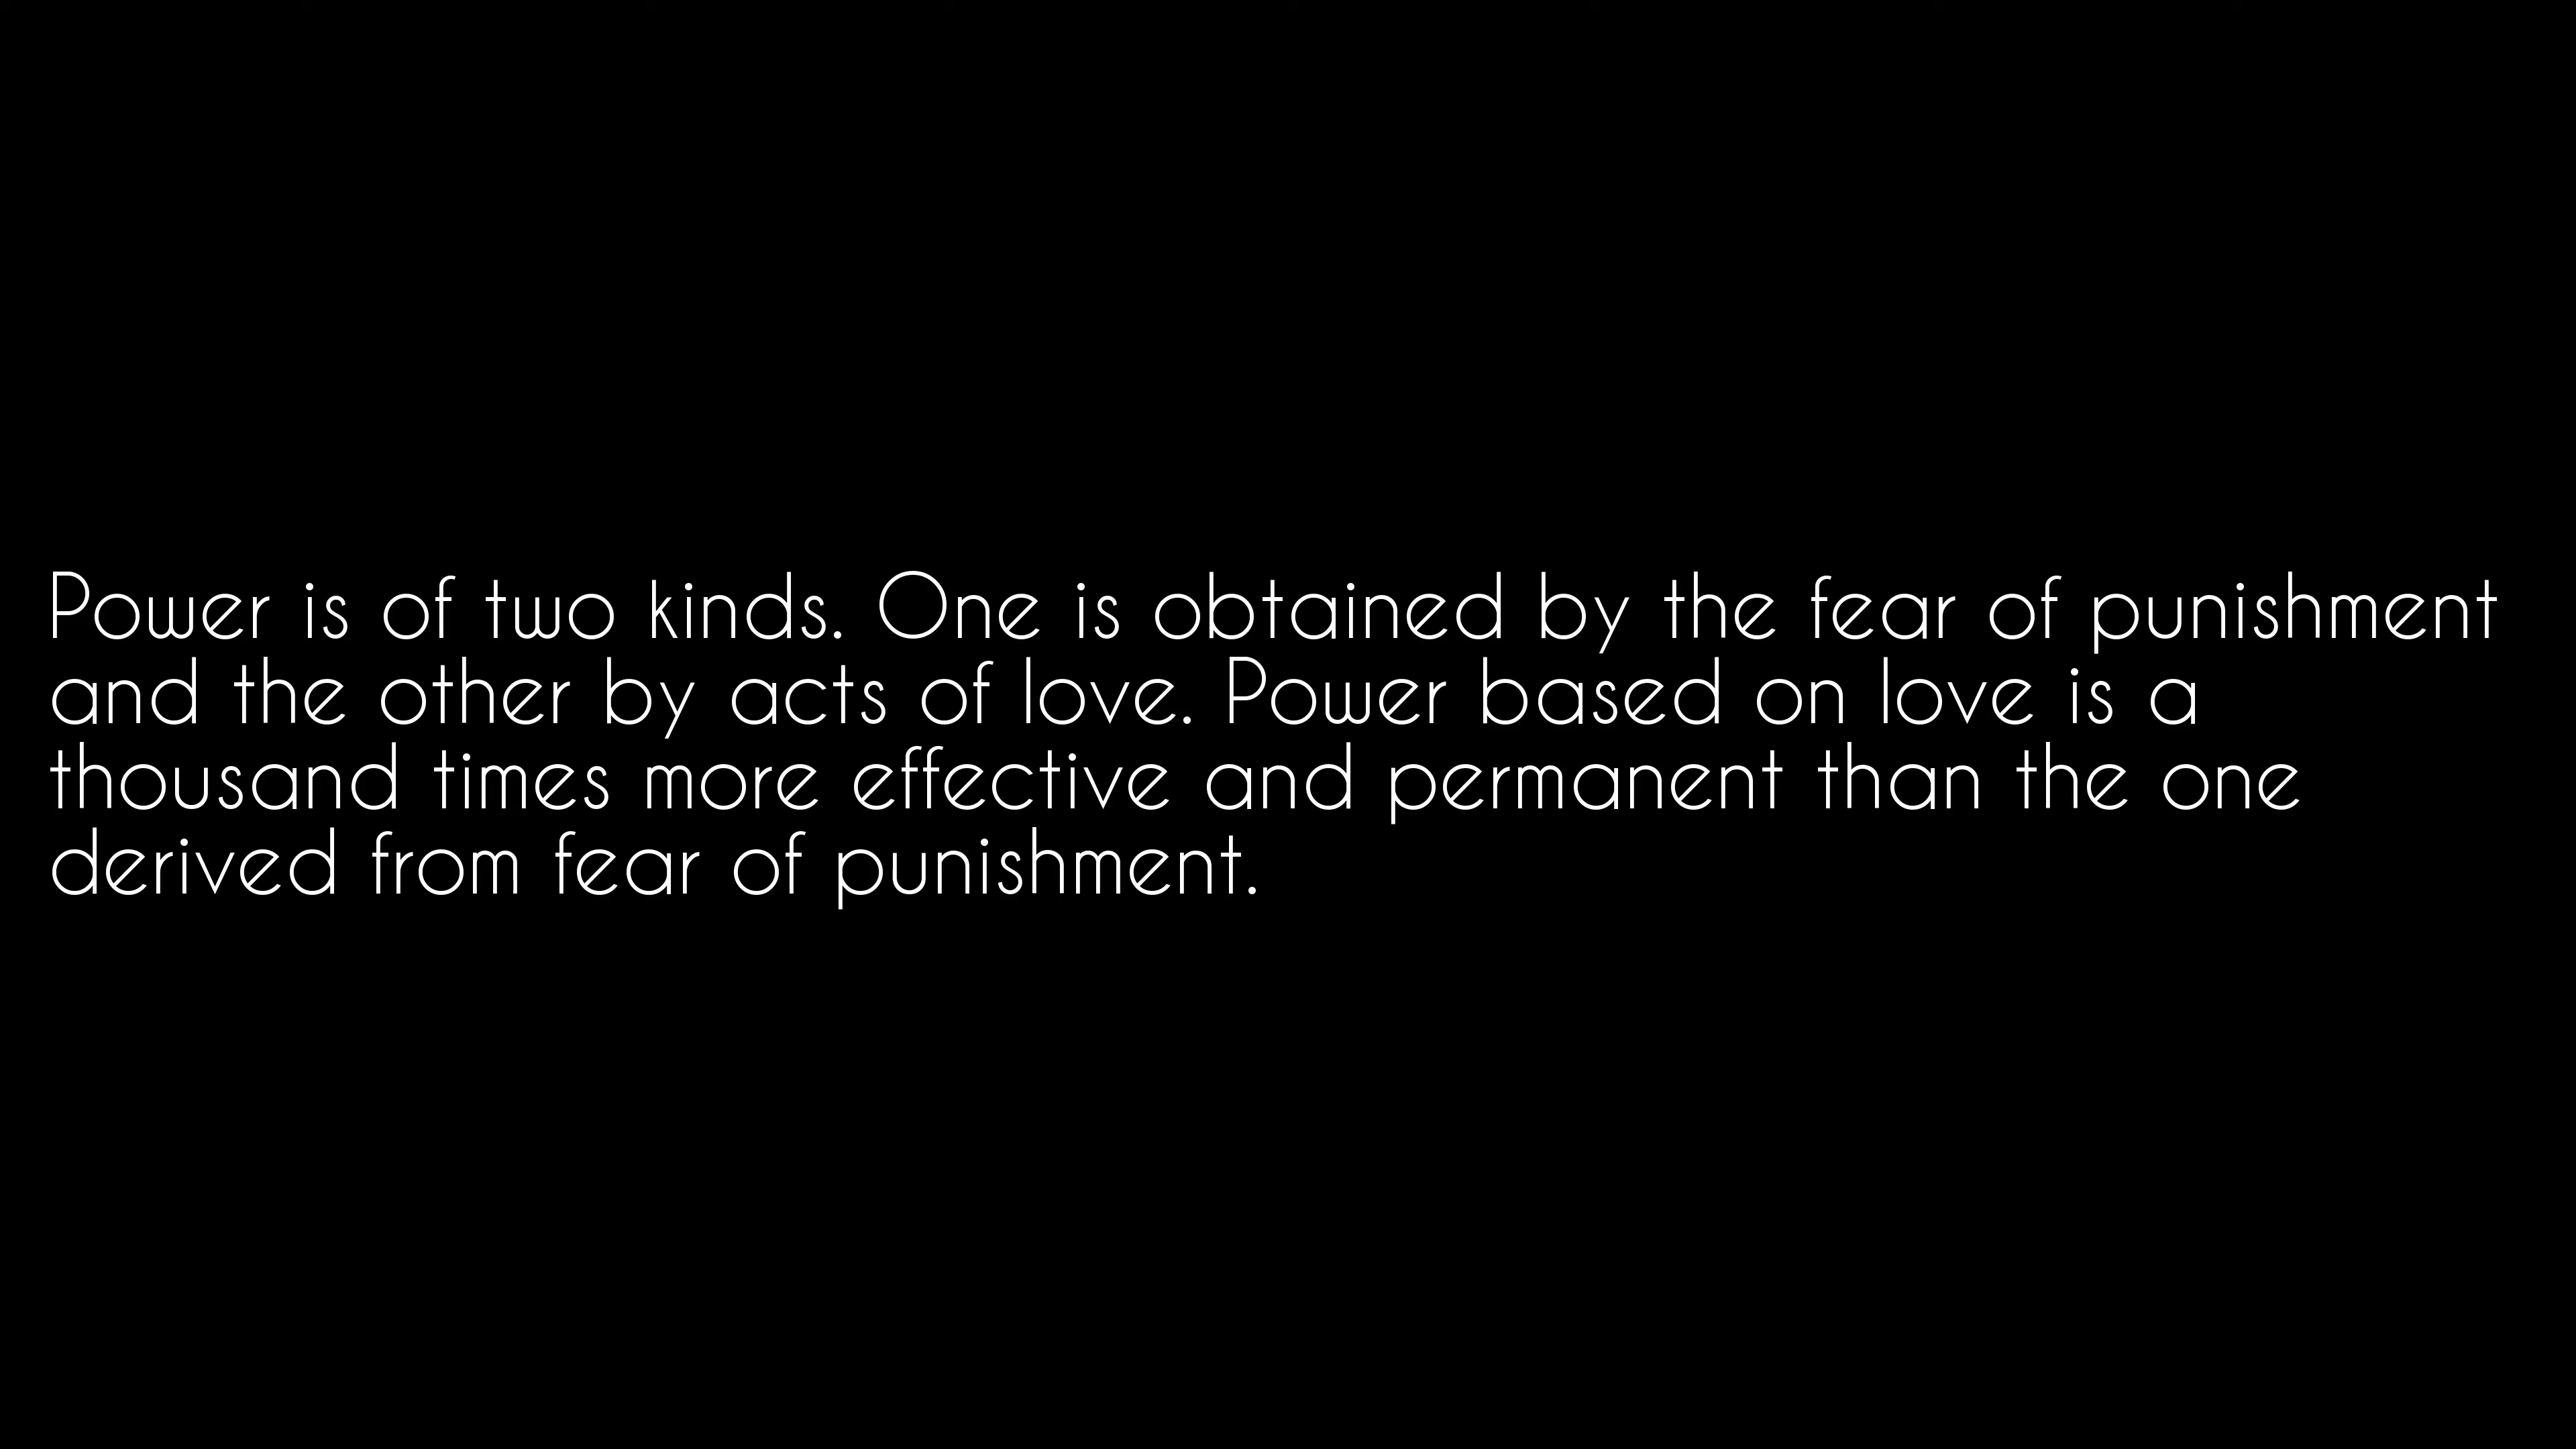 Power is of two kinds. One is obtained by the fear of punishment
and the other by acts of love. Power based on love is a
thousand times more effective and permanent than the one
derived from fear of punishment.